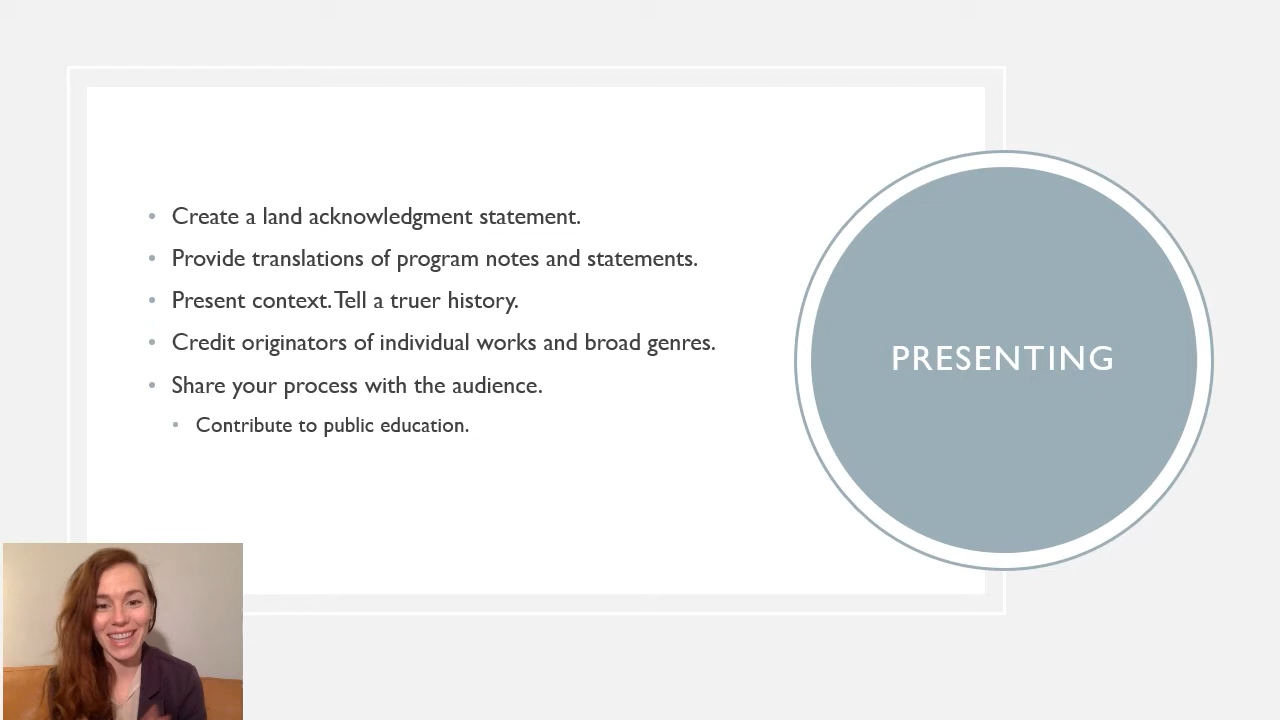 Create a land acknowledgment statement.
Provide translations of program notes and statements.
Present context. Tell a truer history.
Credit originators of individual works and broad genres.
Share your process with the audience.
Contribute to public education.
PRESENTING